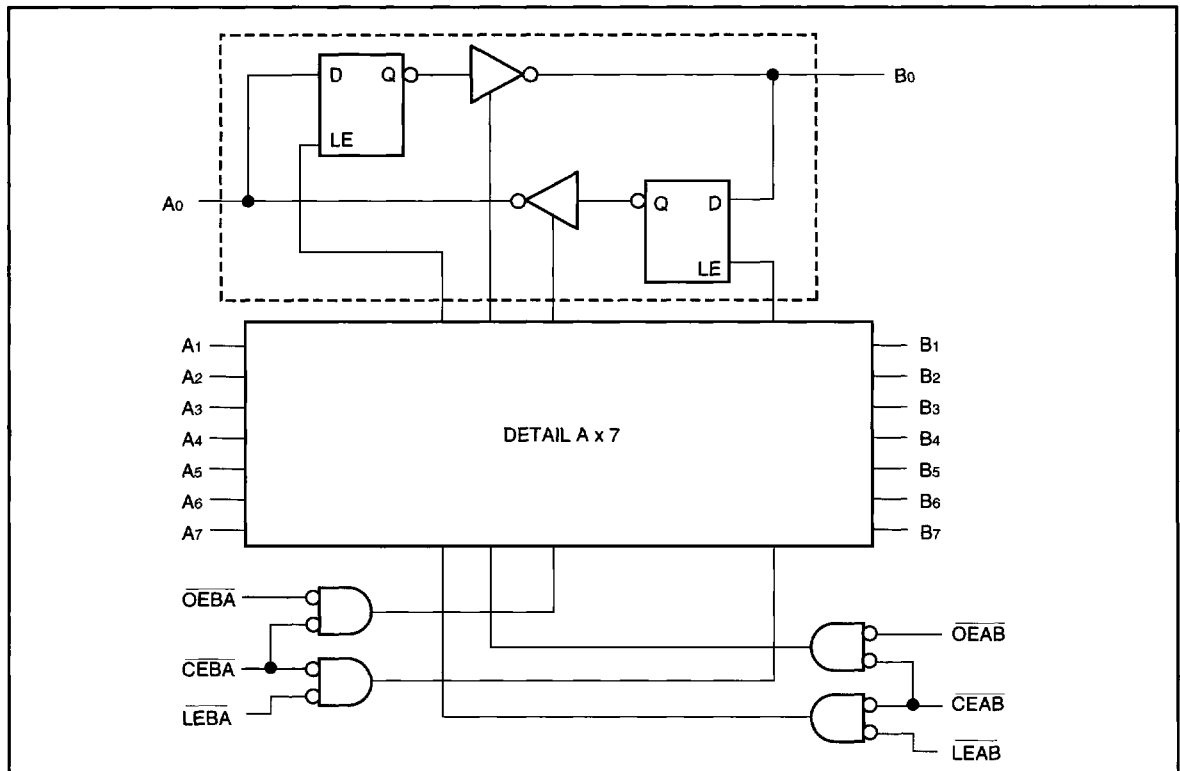 D Q
LE
B0
A0
Q D
LE
A1 B1
A2 B2
A3 B3
A4 B4
DETAIL A x 7
A5 B5
A6 B6
A7 B7
OEBA
OEAB
CEBA
CEAB
LEBA
LEAB